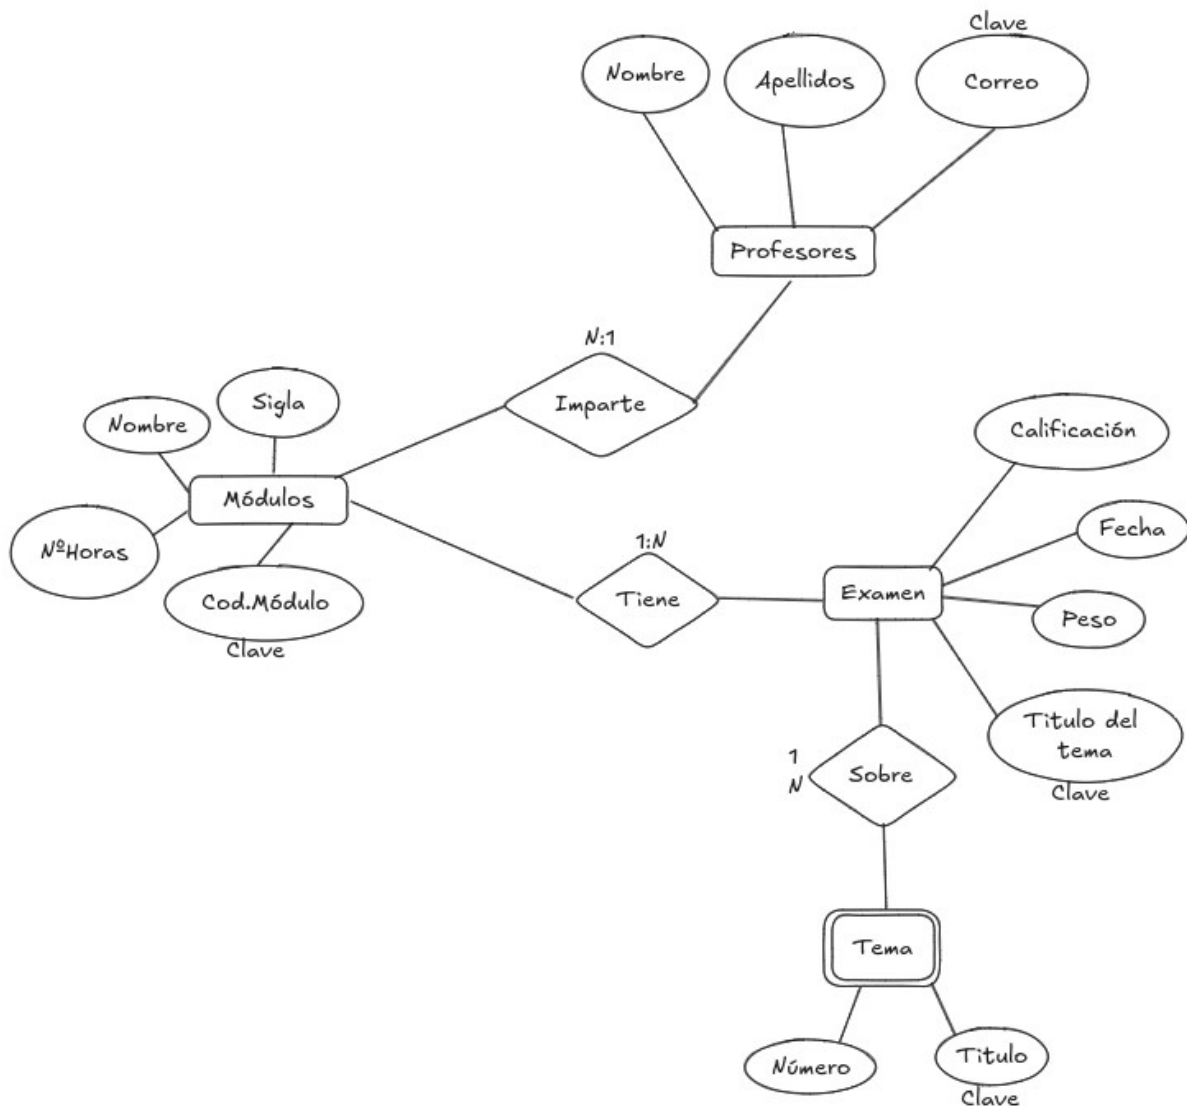 Clave
Nombre
Apellidos
Correo
Profesores
N:1
Imparte
Sigla
Nombre
Módulos
NºHoras
Cod.Módulo
Clave
1:N
Tiene
Calificación
Fecha
Examen
Peso
Titulo del
tema
Clave
1
N
Sobre
Tema
Número
Titulo
Clave